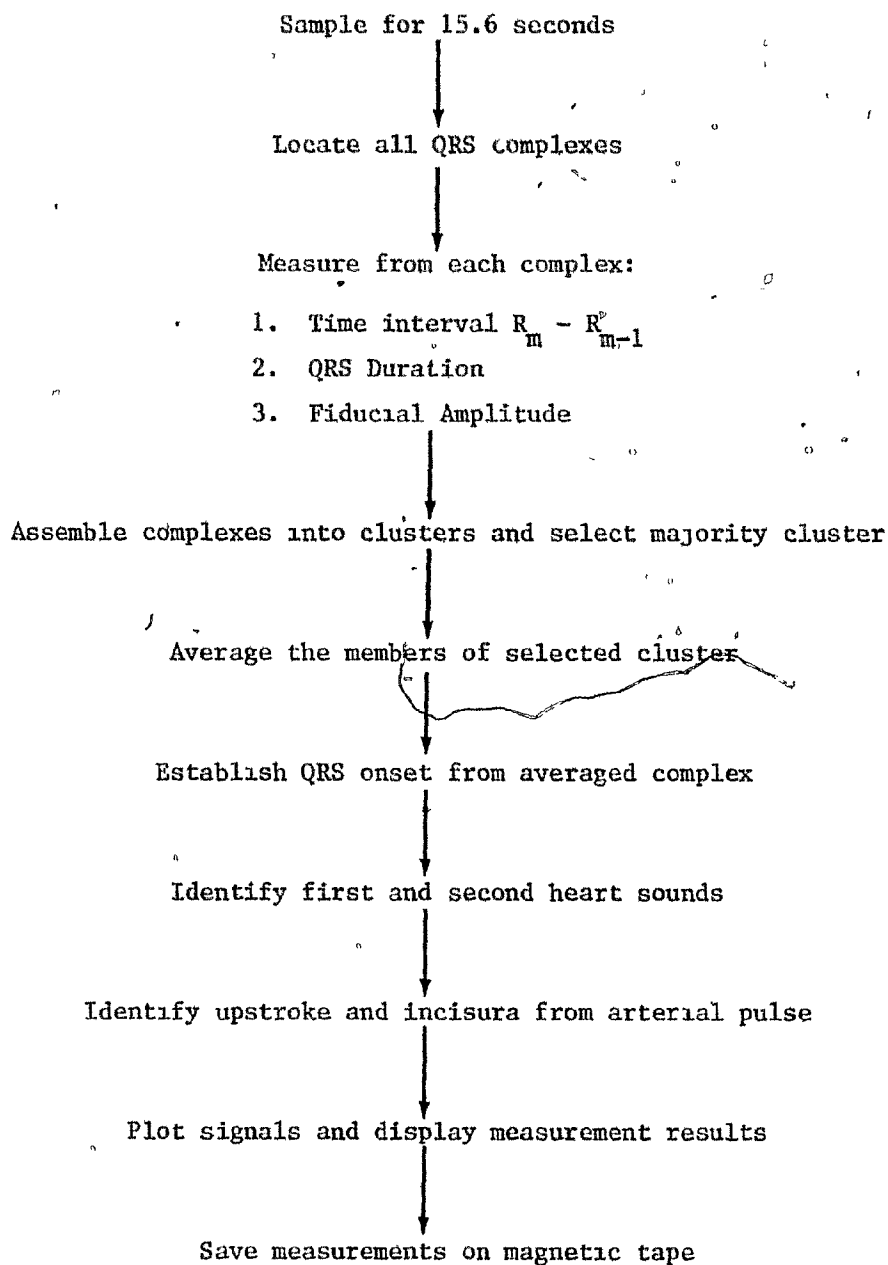 Sample for 15.6 seconds
Locate all QRS complexes
Measure from each complex:
1. Time interval R_m - R_m-1
2. QRS Duration
3. Fiducial Amplitude
Assemble complexes into clusters and select majority cluster
Average the members of selected cluster
Establish QRS onset from averaged complex
Identify first and second heart sounds
Identify upstroke and incisura from arterial pulse
Plot signals and display measurement results
Save measurements on magnetic tape